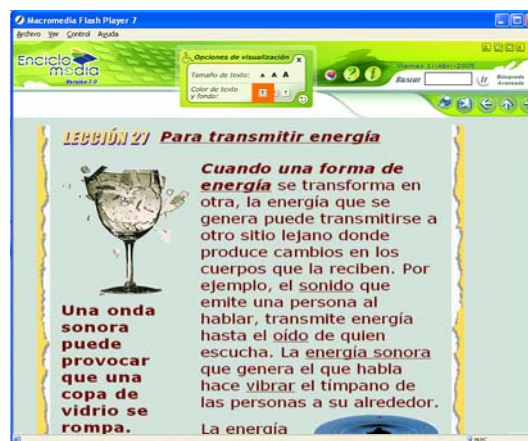 Macromedia Flash Player 7
Archivo Ver Control Ayuda
Enciclomedia
Versión 7.0
Opciones de visualización
Tamaño de texto: A A A
Color de texto
y fondo: T T T
Buscar
Ir
Búsqueda
Avanzada
LECCIÓN 27 Para transmitir energía
Cuando una forma de
energía se transforma en
otra, la energía que se
genera puede transmitirse a
otro sitio lejano donde
produce cambios en los
cuerpos que la reciben. Por
ejemplo, el sonido que
emite una persona al
hablar, transmite energía
hasta el oído de quien
escucha. La energía sonora
que genera el que habla
hace vibrar el tímpano de
las personas a su alrededor.
La energía
Una onda
sonora
puede
provocar
que una
copa de
vidrio se
rompa.